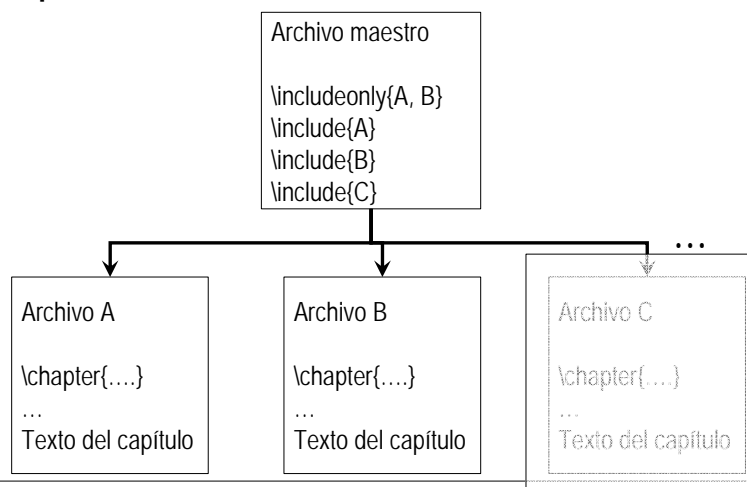 Archivo maestro
\includeonly{A, B}
\include{A}
\include{B}
\include{C}
...
Archivo A
\chapter{....}
...
Texto del capítulo
Archivo B
\chapter{....}
...
Texto del capítulo
Archivo C
\chapter{....}
...
Texto del capítulo